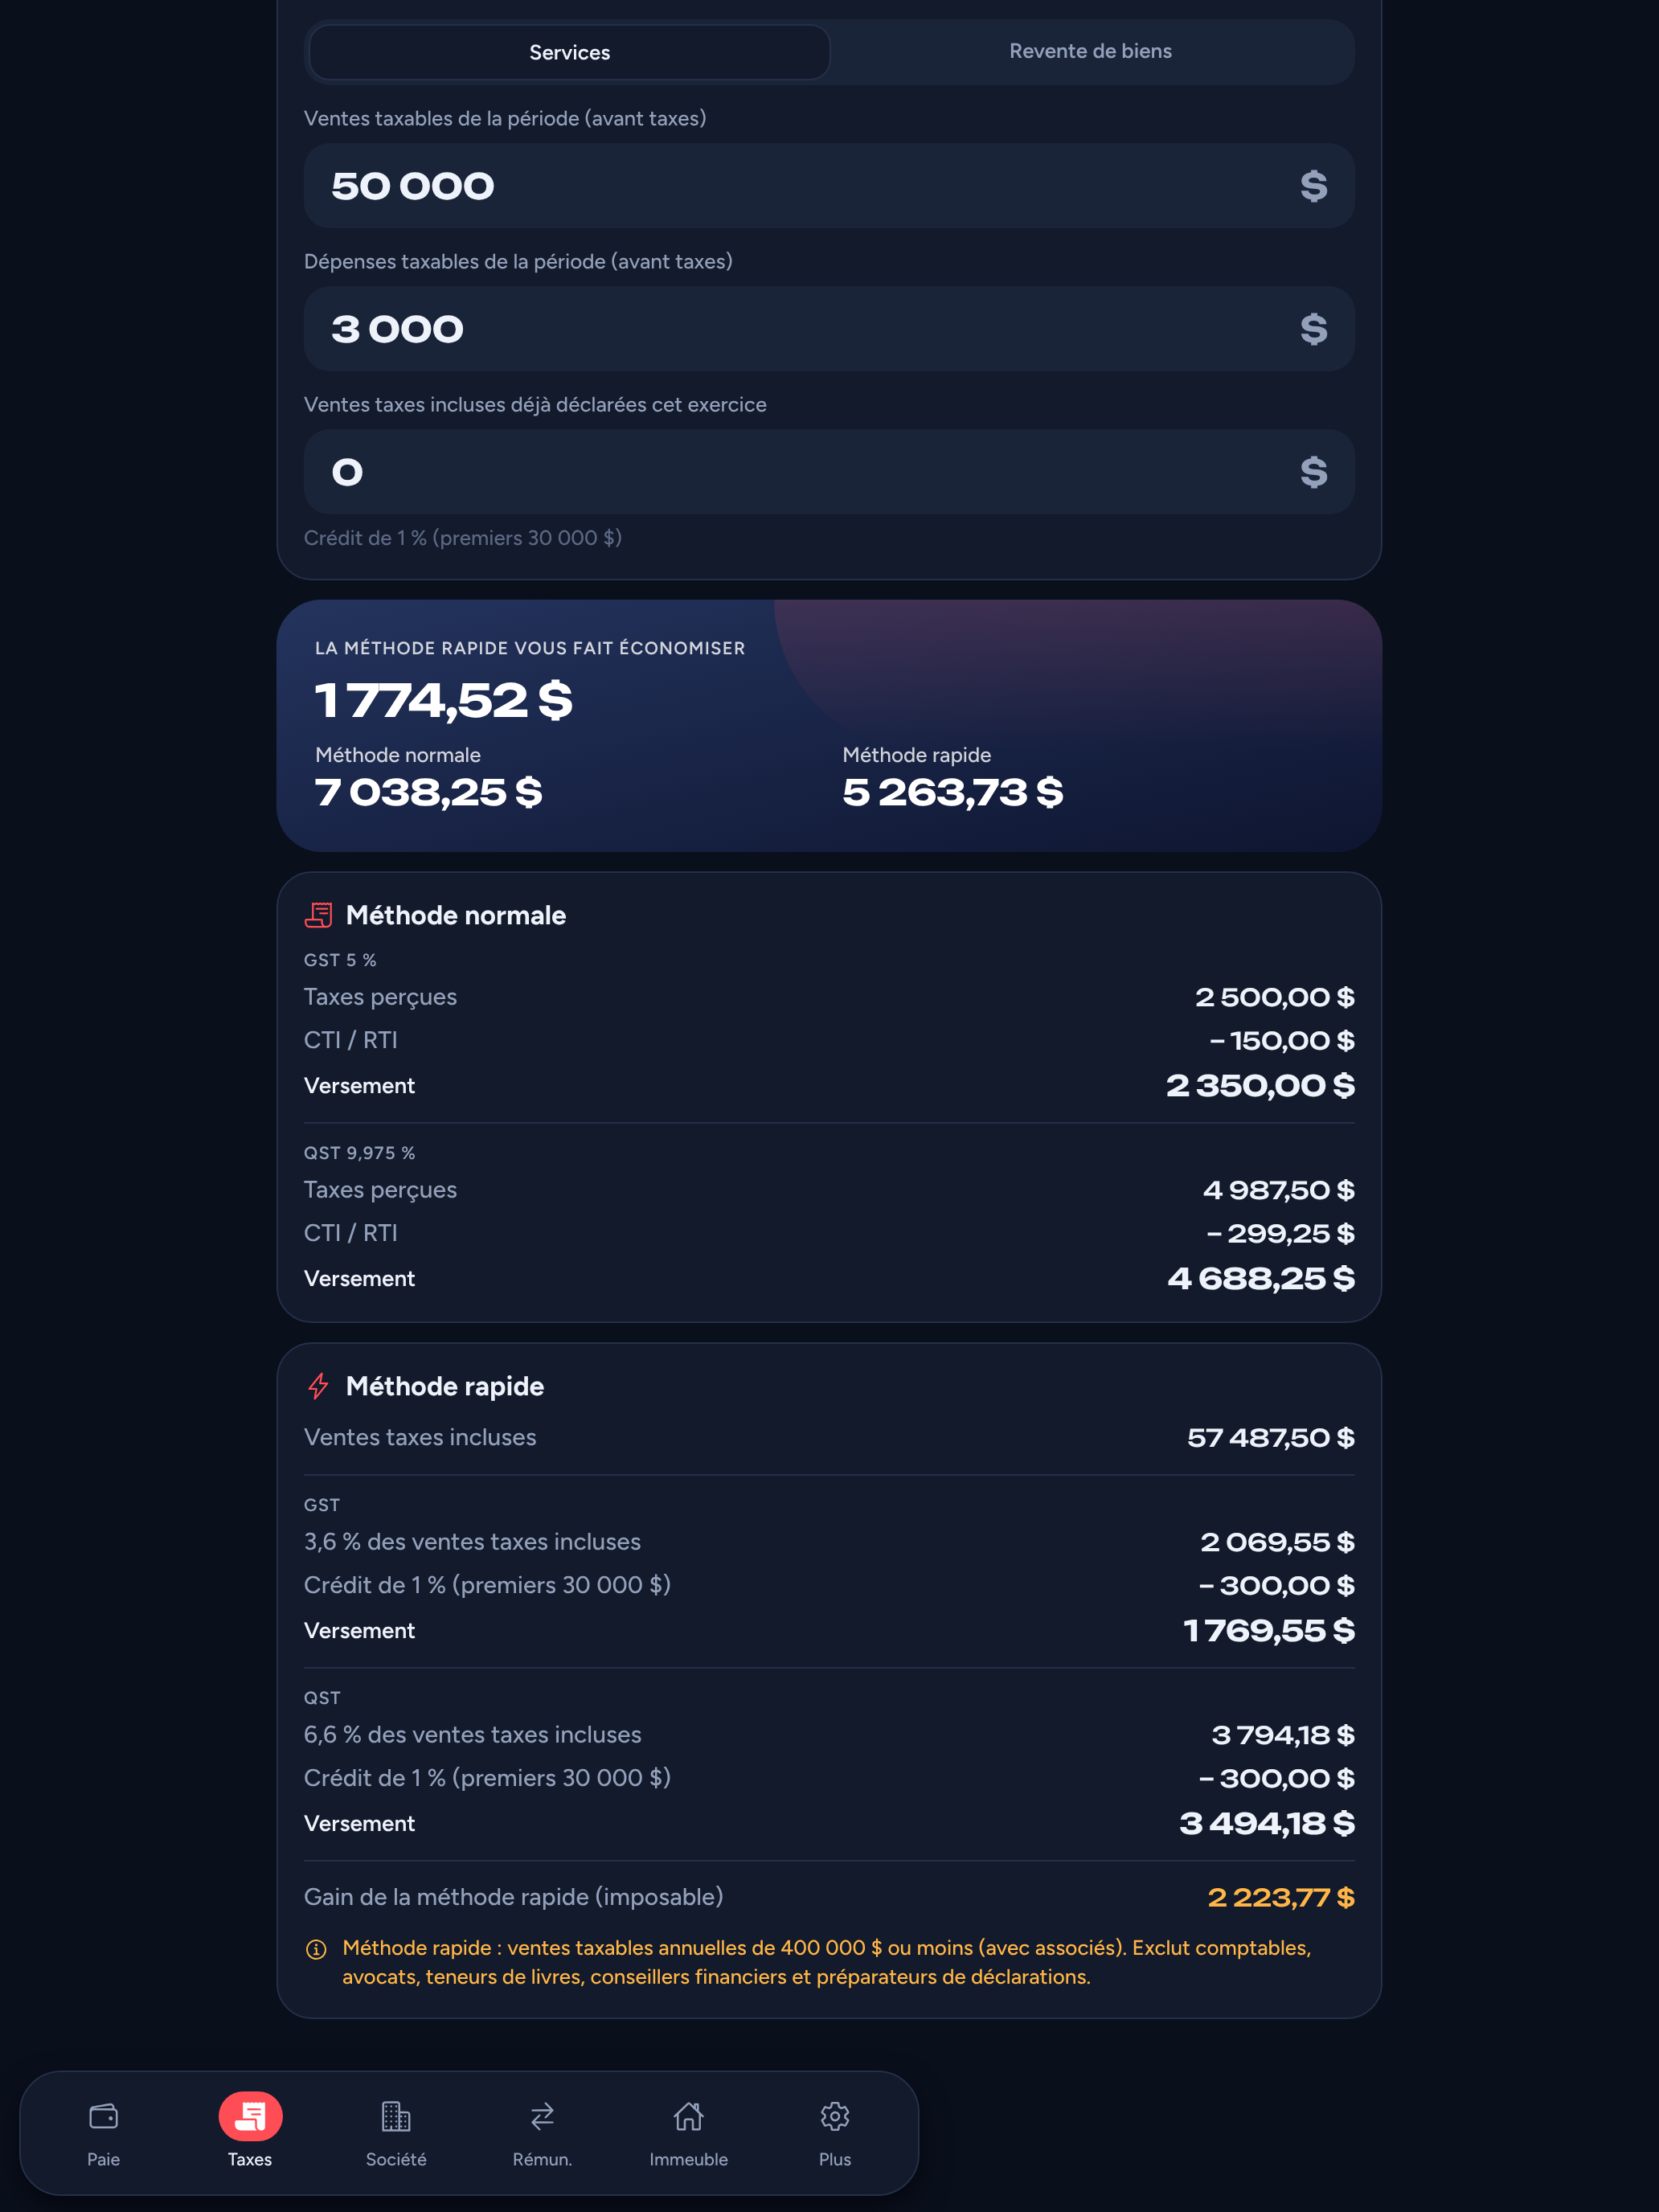 Services
Revente de biens
Ventes taxables de la période (avant taxes)
50 000 $
Dépenses taxables de la période (avant taxes)
3 000 $
Ventes taxes incluses déjà déclarées cet exercice
0 $
Crédit de 1 % (premiers 30 000 $)
LA MÉTHODE RAPIDE VOUS FAIT ÉCONOMISER
1 774,52 $
Méthode normale
7 038,25 $
Méthode rapide
5 263,73 $
Méthode normale
GST 5 %
Taxes perçues 2 500,00 $
CTI / RTI – 150,00 $
Versement 2 350,00 $
QST 9,975 %
Taxes perçues 4 987,50 $
CTI / RTI – 299,25 $
Versement 4 688,25 $
Méthode rapide
Ventes taxes incluses 57 487,50 $
GST
3,6 % des ventes taxes incluses 2 069,55 $
Crédit de 1 % (premiers 30 000 $) – 300,00 $
Versement 1 769,55 $
QST
6,6 % des ventes taxes incluses 3 794,18 $
Crédit de 1 % (premiers 30 000 $) – 300,00 $
Versement 3 494,18 $
Gain de la méthode rapide (imposable) 2 223,77 $
Méthode rapide : ventes taxables annuelles de 400 000 $ ou moins (avec associés). Exclut comptables,
avocats, teneurs de livres, conseillers financiers et préparateurs de déclarations.
Paie
Taxes
Société
Rémun.
Immeuble
Plus